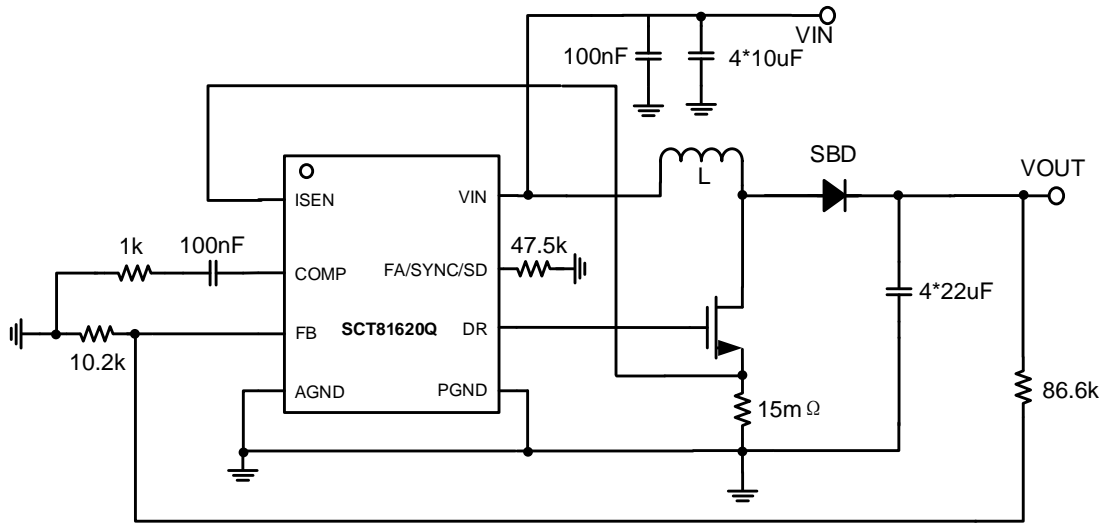 VIN
100nF
4*10uF
SBD
VOUT
L
ISEN
VIN
1k
100nF
47.5k
COMP
FA/SYNC/SD
4*22uF
FB
SCT81620Q
DR
10.2k
AGND
PGND
86.6k
15mΩ